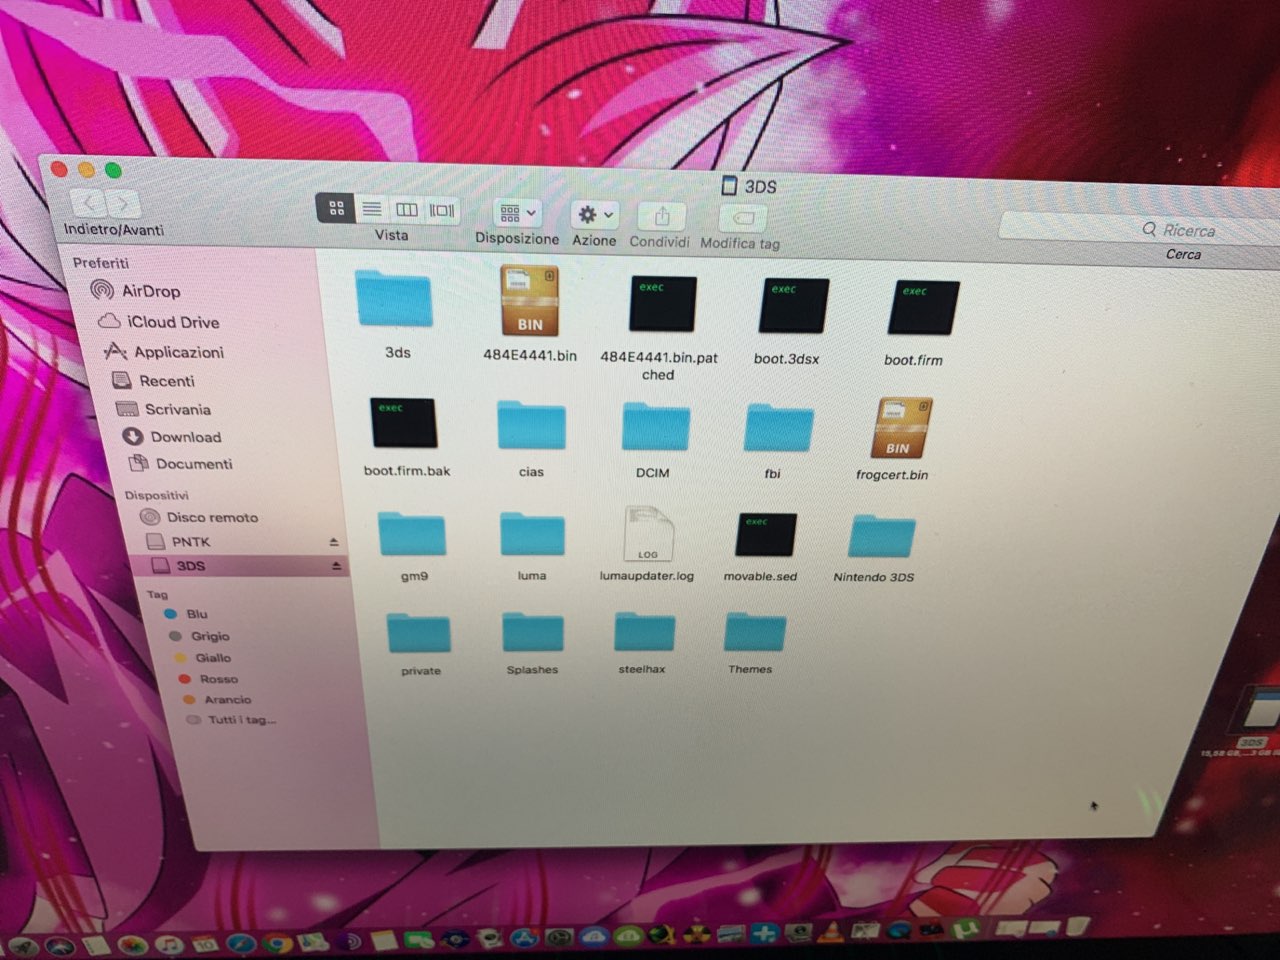 3DS
Indietro/Avanti
Vista
Disposizione
Azione
Condividi
Modifica tag
Ricerca
Cerca
Preferiti
AirDrop
iCloud Drive
Applicazioni
Recenti
Scrivania
Download
Documenti
Dispositivi
Disco remoto
PNTK
3DS
Tag
Blu
Grigio
Giallo
Rosso
Arancio
Tutti i tag...
3ds
BIN
484E4441.bin
exec
484E4441.bin.pat
ched
exec
boot.3dsx
exec
boot.firm
exec
boot.firm.bak
cias
DCIM
fbi
BIN
frogcert.bin
gm9
luma
LOG
lumaupdater.log
exec
movable.sed
Nintendo 3DS
private
Splashes
steelhax
Themes
3DS